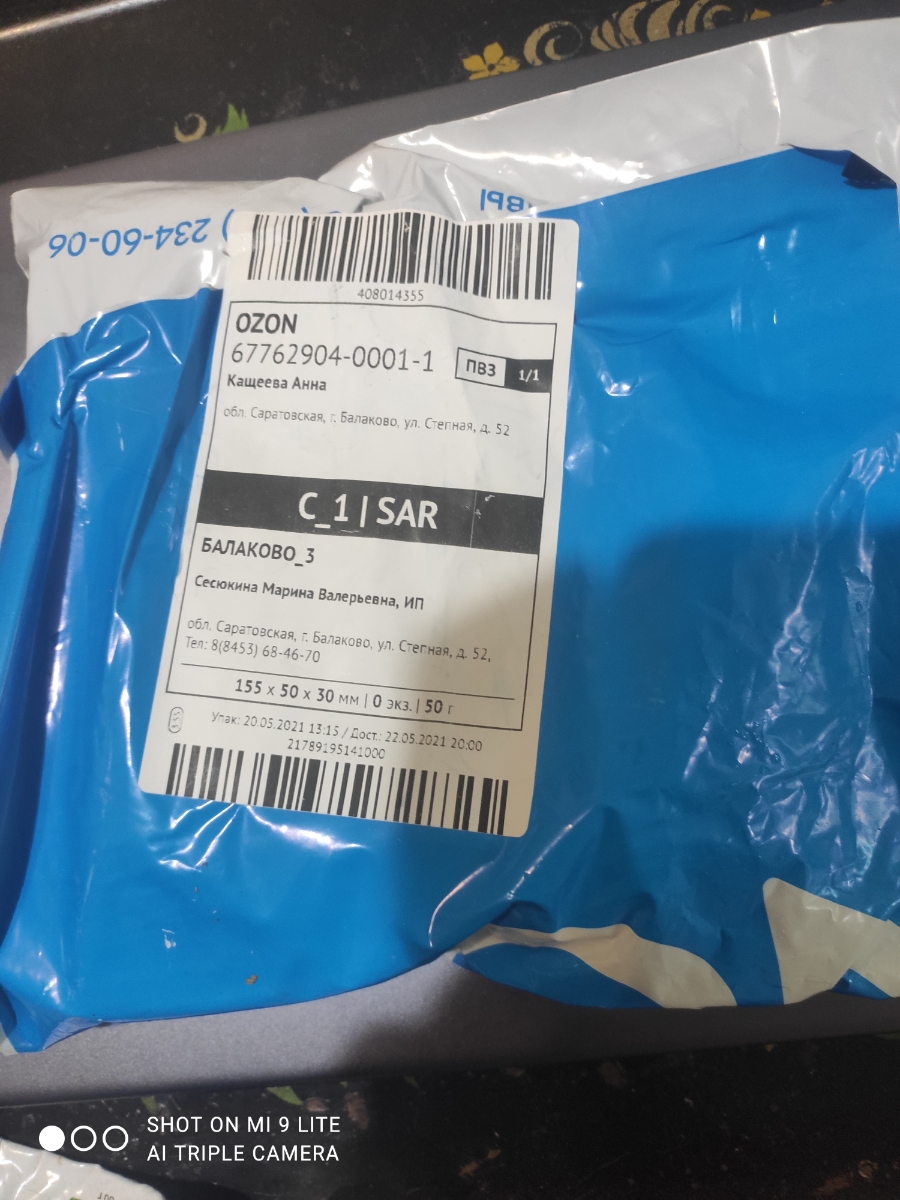 234-60-06
408014355
OZON
67762904-0001-1
ПВЗ 1/1
Кащеева Анна
обл. Саратовская, г. Балаково, ул. Степная, д. 52
C_1 | SAR
БАЛАКОВО_3
Сесюкина Марина Валерьевна, ИП
обл. Саратовская, г. Балаково, ул. Степная, д. 52,
Тел: 8(8453) 68-46-70
155 x 50 x 30 мм | 0 экз. | 50 г
Упак: 20.05.2021 13:15 / Дост.: 22.05.2021 20:00
21789195141000
SHOT ON MI 9 LITE
AI TRIPLE CAMERA